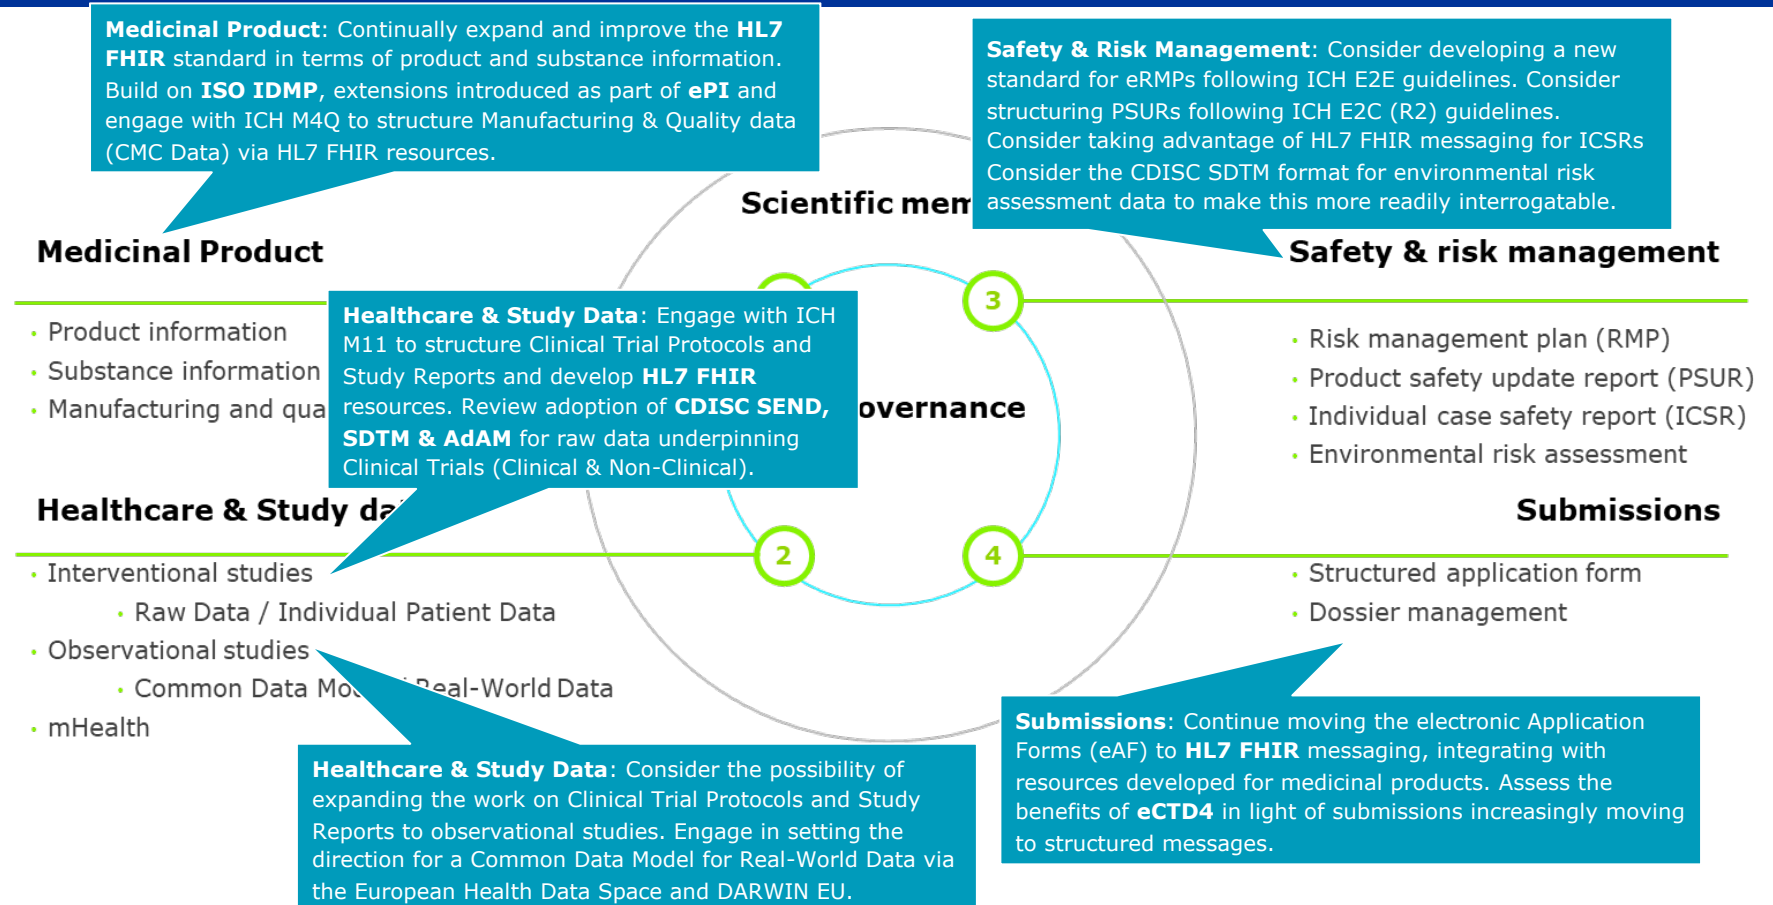 Medicinal Product: Continually expand and improve the HL7
FHIR standard in terms of product and substance information.
Build on ISO IDMP, extensions introduced as part of ePI and
engage with ICH M4Q to structure Manufacturing & Quality data
(CMC Data) via HL7 FHIR resources.
Safety & Risk Management: Consider developing a new
standard for eRMPs following ICH E2E guidelines. Consider
structuring PSURs following ICH E2C (R2) guidelines.
Consider taking advantage of HL7 FHIR messaging for ICSRs
Consider the CDISC SDTM format for environmental risk
assessment data to make this more readily interrogatable.
Scientific
Medicinal Product
Product information
Substance information
Manufacturing and
Healthcare & Study Data: Engage with ICH
M11 to structure Clinical Trial Protocols and
Study Reports and develop HL7 FHIR
resources. Review adoption of CDISC SEND,
SDTM & AdAM for raw data underpinning
Clinical Trials (Clinical & Non-Clinical).
overnance
3
Safety & risk management
Risk management plan (RMP)
Product safety update report (PSUR)
Individual case safety report (ICSR)
Environmental risk assessment
Healthcare & Study
2
Interventional studies
Raw Data / Individual Patient Data
Observational studies
Common Data Real-World Data
mHealth
4
Submissions
Structured application form
Dossier management
Healthcare & Study Data: Consider the possibility of
expanding the work on Clinical Trial Protocols and Study
Reports to observational studies. Engage in setting the
direction for a Common Data Model for Real-World Data via
the European Health Data Space and DARWIN EU.
Submissions: Continue moving the electronic Application
Forms (eAF) to HL7 FHIR messaging, integrating with
resources developed for medicinal products. Assess the
benefits of eCTD4 in light of submissions increasingly moving
to structured messages.